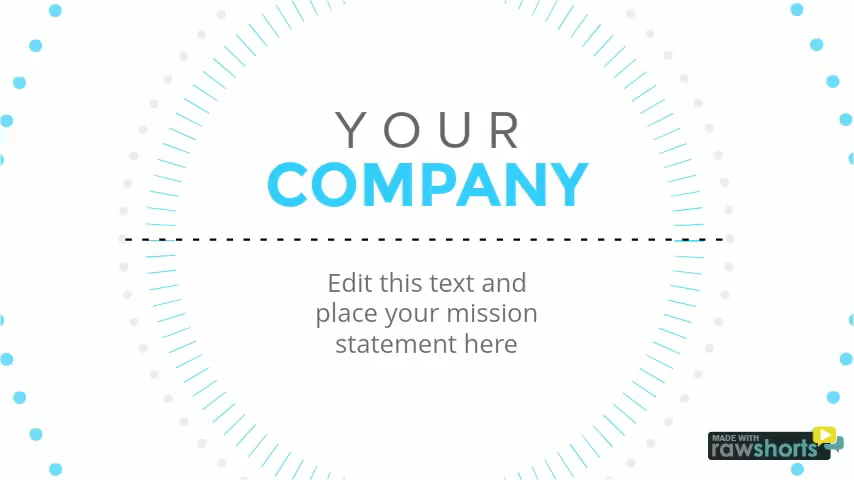 YOUR
COMPANY
Edit this text and
place your mission
statement here
MADE WITH
rawshorts